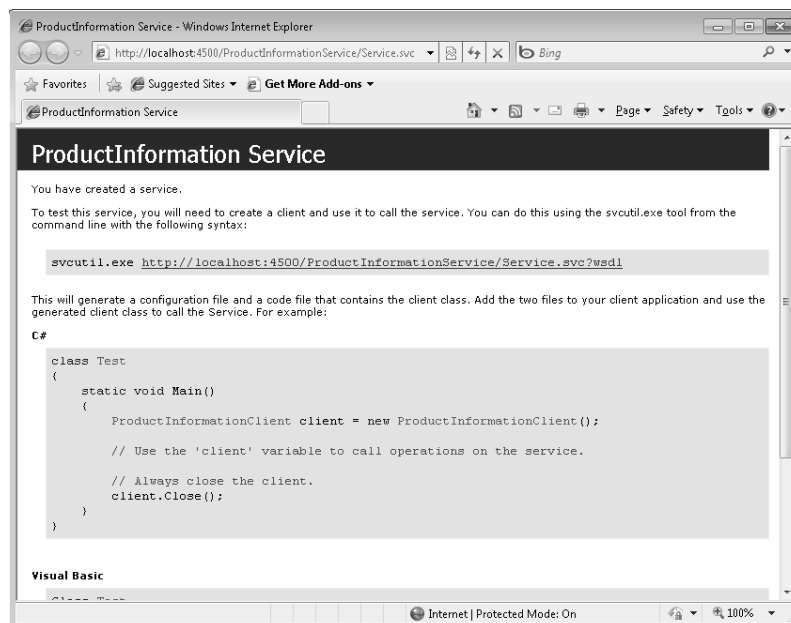 ProductInformation Service - Windows Internet Explorer
http://localhost:4500/ProductInformationService/Service.svc
Bing
Favorites Suggested Sites Get More Add-ons
ProductInformation Service
Page Safety Tools
ProductInformation Service
You have created a service.
To test this service, you will need to create a client and use it to call the service. You can do this using the svcutil.exe tool from the
command line with the following syntax:
svcutil.exe http://localhost:4500/ProductInformationService/Service.svc?wsdl
This will generate a configuration file and a code file that contains the client class. Add the two files to your client application and use the
generated client class to call the Service. For example:
C#
class Test
{
static void Main()
{
ProductInformationClient client = new ProductInformationClient();
// Use the 'client' variable to call operations on the service.
// Always close the client.
client.Close();
}
}
Visual Basic
Class Test
Internet | Protected Mode: On
100%